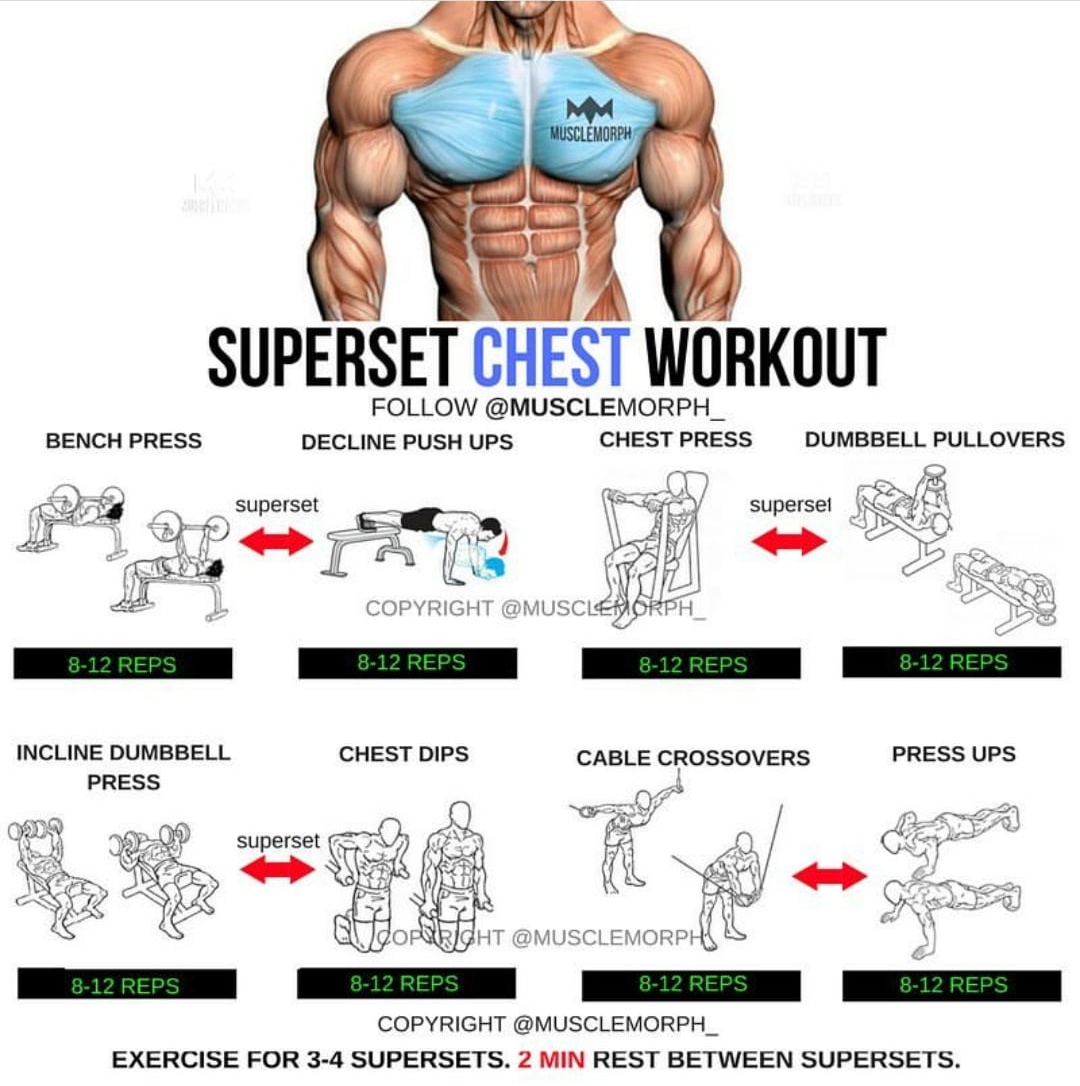 MUSCLEMORPH
SUPERSET CHEST WORKOUT
FOLLOW @MUSCLEMORPH_
BENCH PRESS
superset
DECLINE PUSH UPS
CHEST PRESS
superset
DUMBBELL PULLOVERS
COPYRIGHT @MUSCLEMORPH_
8-12 REPS
8-12 REPS
8-12 REPS
8-12 REPS
INCLINE DUMBBELL
PRESS
superset
CHEST DIPS
CABLE CROSSOVERS
PRESS UPS
COPYRIGHT @MUSCLEMORPH
8-12 REPS
8-12 REPS
8-12 REPS
8-12 REPS
COPYRIGHT @MUSCLEMORPH_
EXERCISE FOR 3-4 SUPERSETS. 2 MIN REST BETWEEN SUPERSETS.